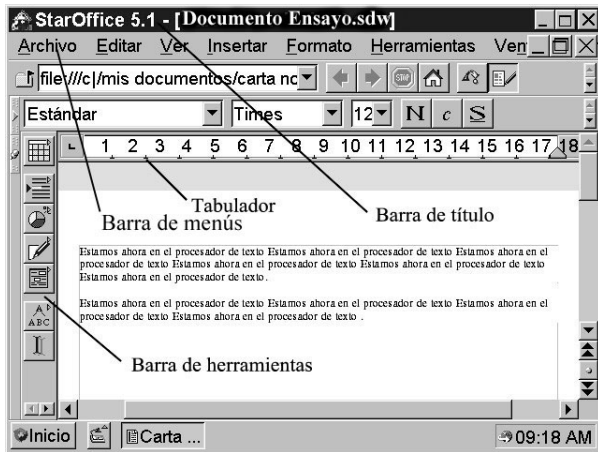 StarOffice 5.1 - [Documento Ensayo.sdw]
Archivo Editar Ver Insertar Formato Herramientas Ven
file:///c|/mis documentos/carta no
STOP
Estándar Times 12 N c S
1 2 3 4 5 6 7 8 9 10 11 12 13 14 15 16 17 18
Tabulador
Barra de menús
Barra de título
Estamos ahora en el procesador de texto Estamos ahora en el procesador de texto Estamos ahora en el
procesador de texto Estamos ahora en el procesador de texto Estamos ahora en el procesador de texto
Estamos ahora en el procesador de texto.
Estamos ahora en el procesador de texto Estamos ahora en el procesador de texto Estamos ahora en el
procesador de texto Estamos ahora en el procesador de texto .
ABC
Barra de herramientas
Inicio Carta ... 09:18 AM